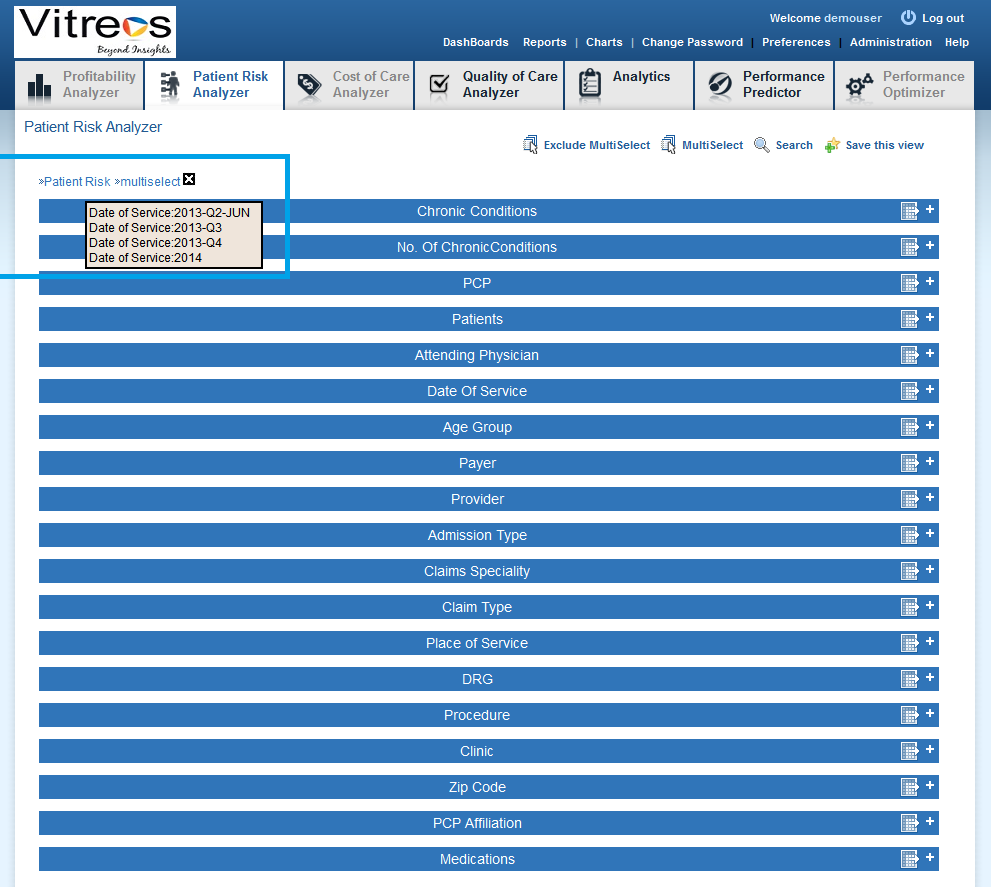 Vitreos
Beyond Insights
Welcome demouser Log out
DashBoards Reports | Charts | Change Password | Preferences | Administration Help
Profitability Analyzer
Patient Risk Analyzer
Cost of Care Analyzer
Quality of Care Analyzer
Analytics
Performance Predictor
Performance Optimizer
Patient Risk Analyzer
Exclude MultiSelect MultiSelect Search Save this view
»Patient Risk »multiselect
Date of Service:2013-Q2-JUN
Date of Service:2013-Q3
Date of Service:2013-Q4
Date of Service:2014
Chronic Conditions +
No. Of ChronicConditions +
PCP +
Patients +
Attending Physician +
Date Of Service +
Age Group +
Payer +
Provider +
Admission Type +
Claims Speciality +
Claim Type +
Place of Service +
DRG +
Procedure +
Clinic +
Zip Code +
PCP Affiliation +
Medications +